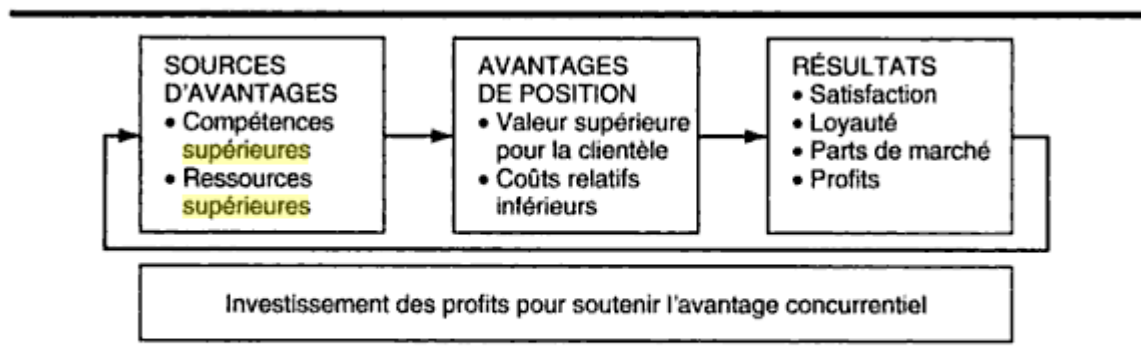 SOURCES
D'AVANTAGES
• Compétences
supérieures
• Ressources
supérieures
AVANTAGES
DE POSITION
• Valeur supérieure
pour la clientèle
• Coûts relatifs
inférieurs
RÉSULTATS
• Satisfaction
• Loyauté
• Parts de marché
• Profits
Investissement des profits pour soutenir l'avantage concurrentiel